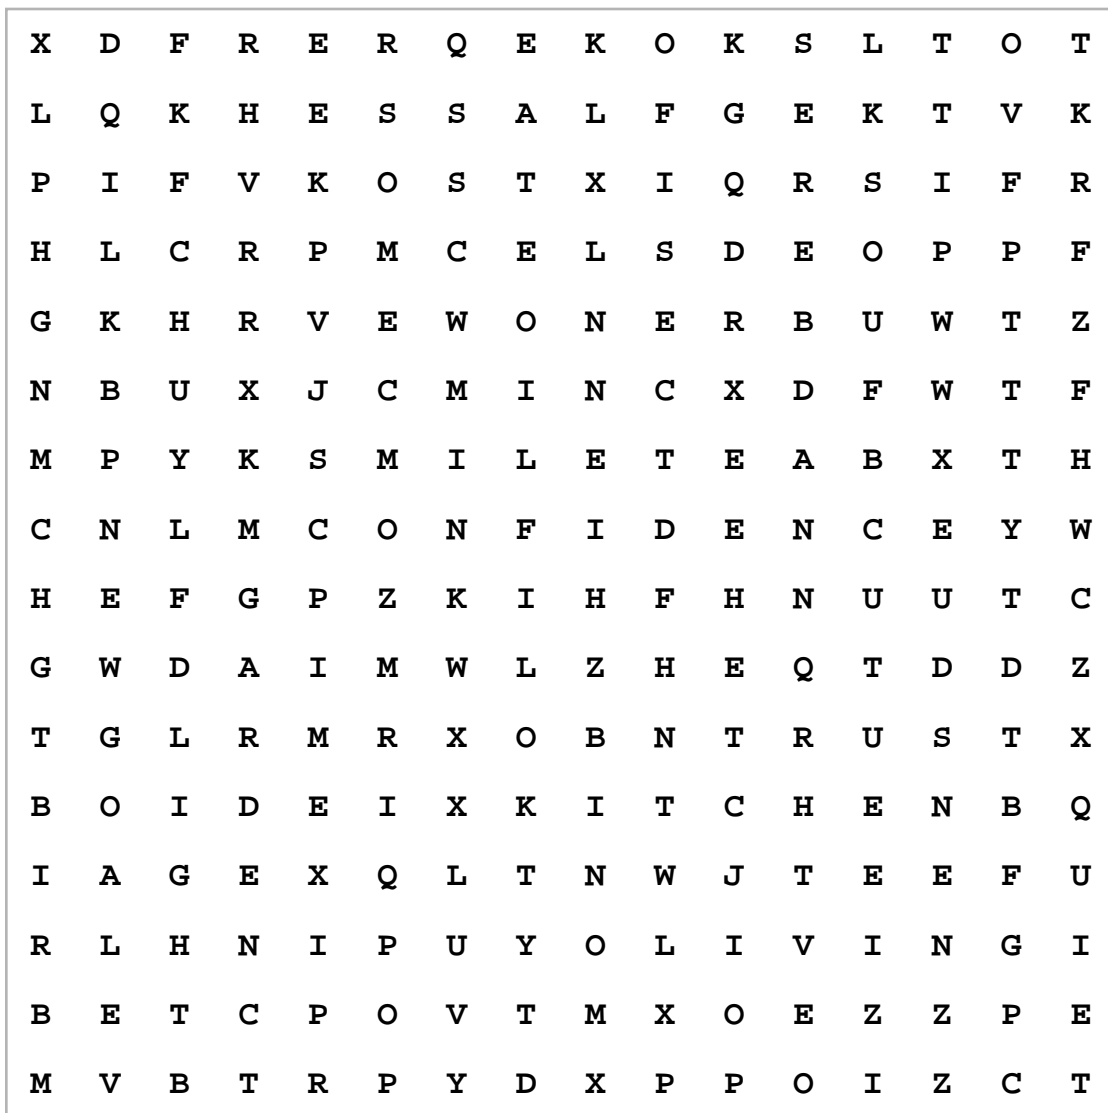 X D F R E R Q E K O K S L T O T
L Q K H E S S A L F G E K T V K
P I F V K O S T X I Q R S I F R
H L C R P M C E L S D E O P P F
G K H R V E W O N E R B U W T Z
N B U X J C M I N C X D F W T F
M P Y K S M I L E T E A B X T H
C N L M C O N F I D E N C E Y W
H E F G P Z K I H F H N U U T C
G W D A I M W L Z H E Q T D D Z
T G L R M R X O B N T R U S T X
B O I D E I X K I T C H E N B Q
I A G E X Q L T N W J T E E F U
R L H N I P U Y O L I V I N G I
B E T C P O V T M X O E Z Z P E
M V B T R P Y D X P P O I Z C T